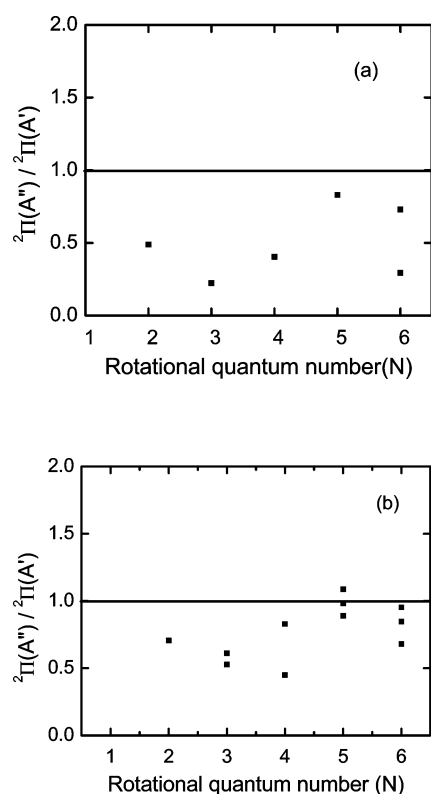 2.0
(a)
1.5
1.0
0.5
0.0
²Π(A'') / ²Π(A')
1 2 3 4 5 6
Rotational quantum number(N)
2.0
(b)
1.5
1.0
0.5
0.0
²Π(A'') / ²Π(A')
1 2 3 4 5 6
Rotational quantum number (N)